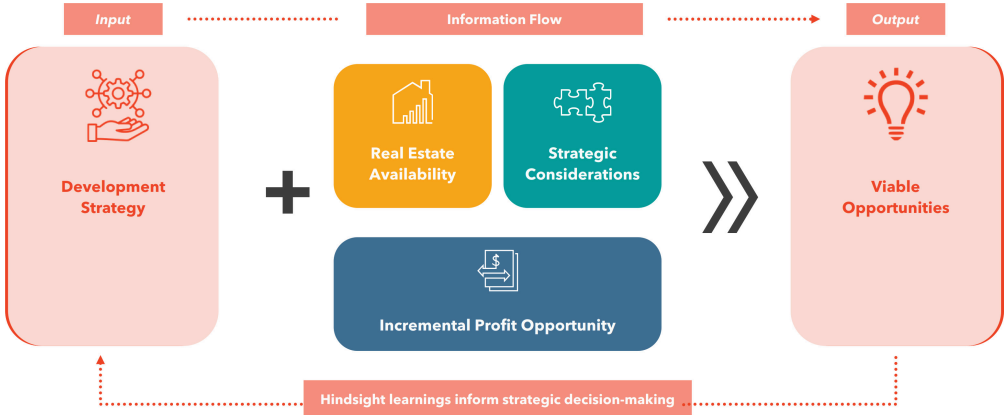 Input
Information Flow
Output
Development
Strategy
Real Estate
Availability
Strategic
Considerations
$
Incremental Profit Opportunity
Viable
Opportunities
Hindsight learnings inform strategic decision-making